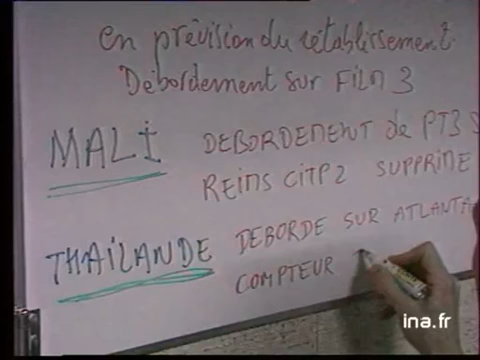 en prévision du rétablissement
Débordement sur FILM 3
MALI DEBORDEMENT de PT3 S
REIMS CITP2 SUPPRIME
THAILANDE DEBORDE SUR ATLANTA
COMPTEUR
ina.fr